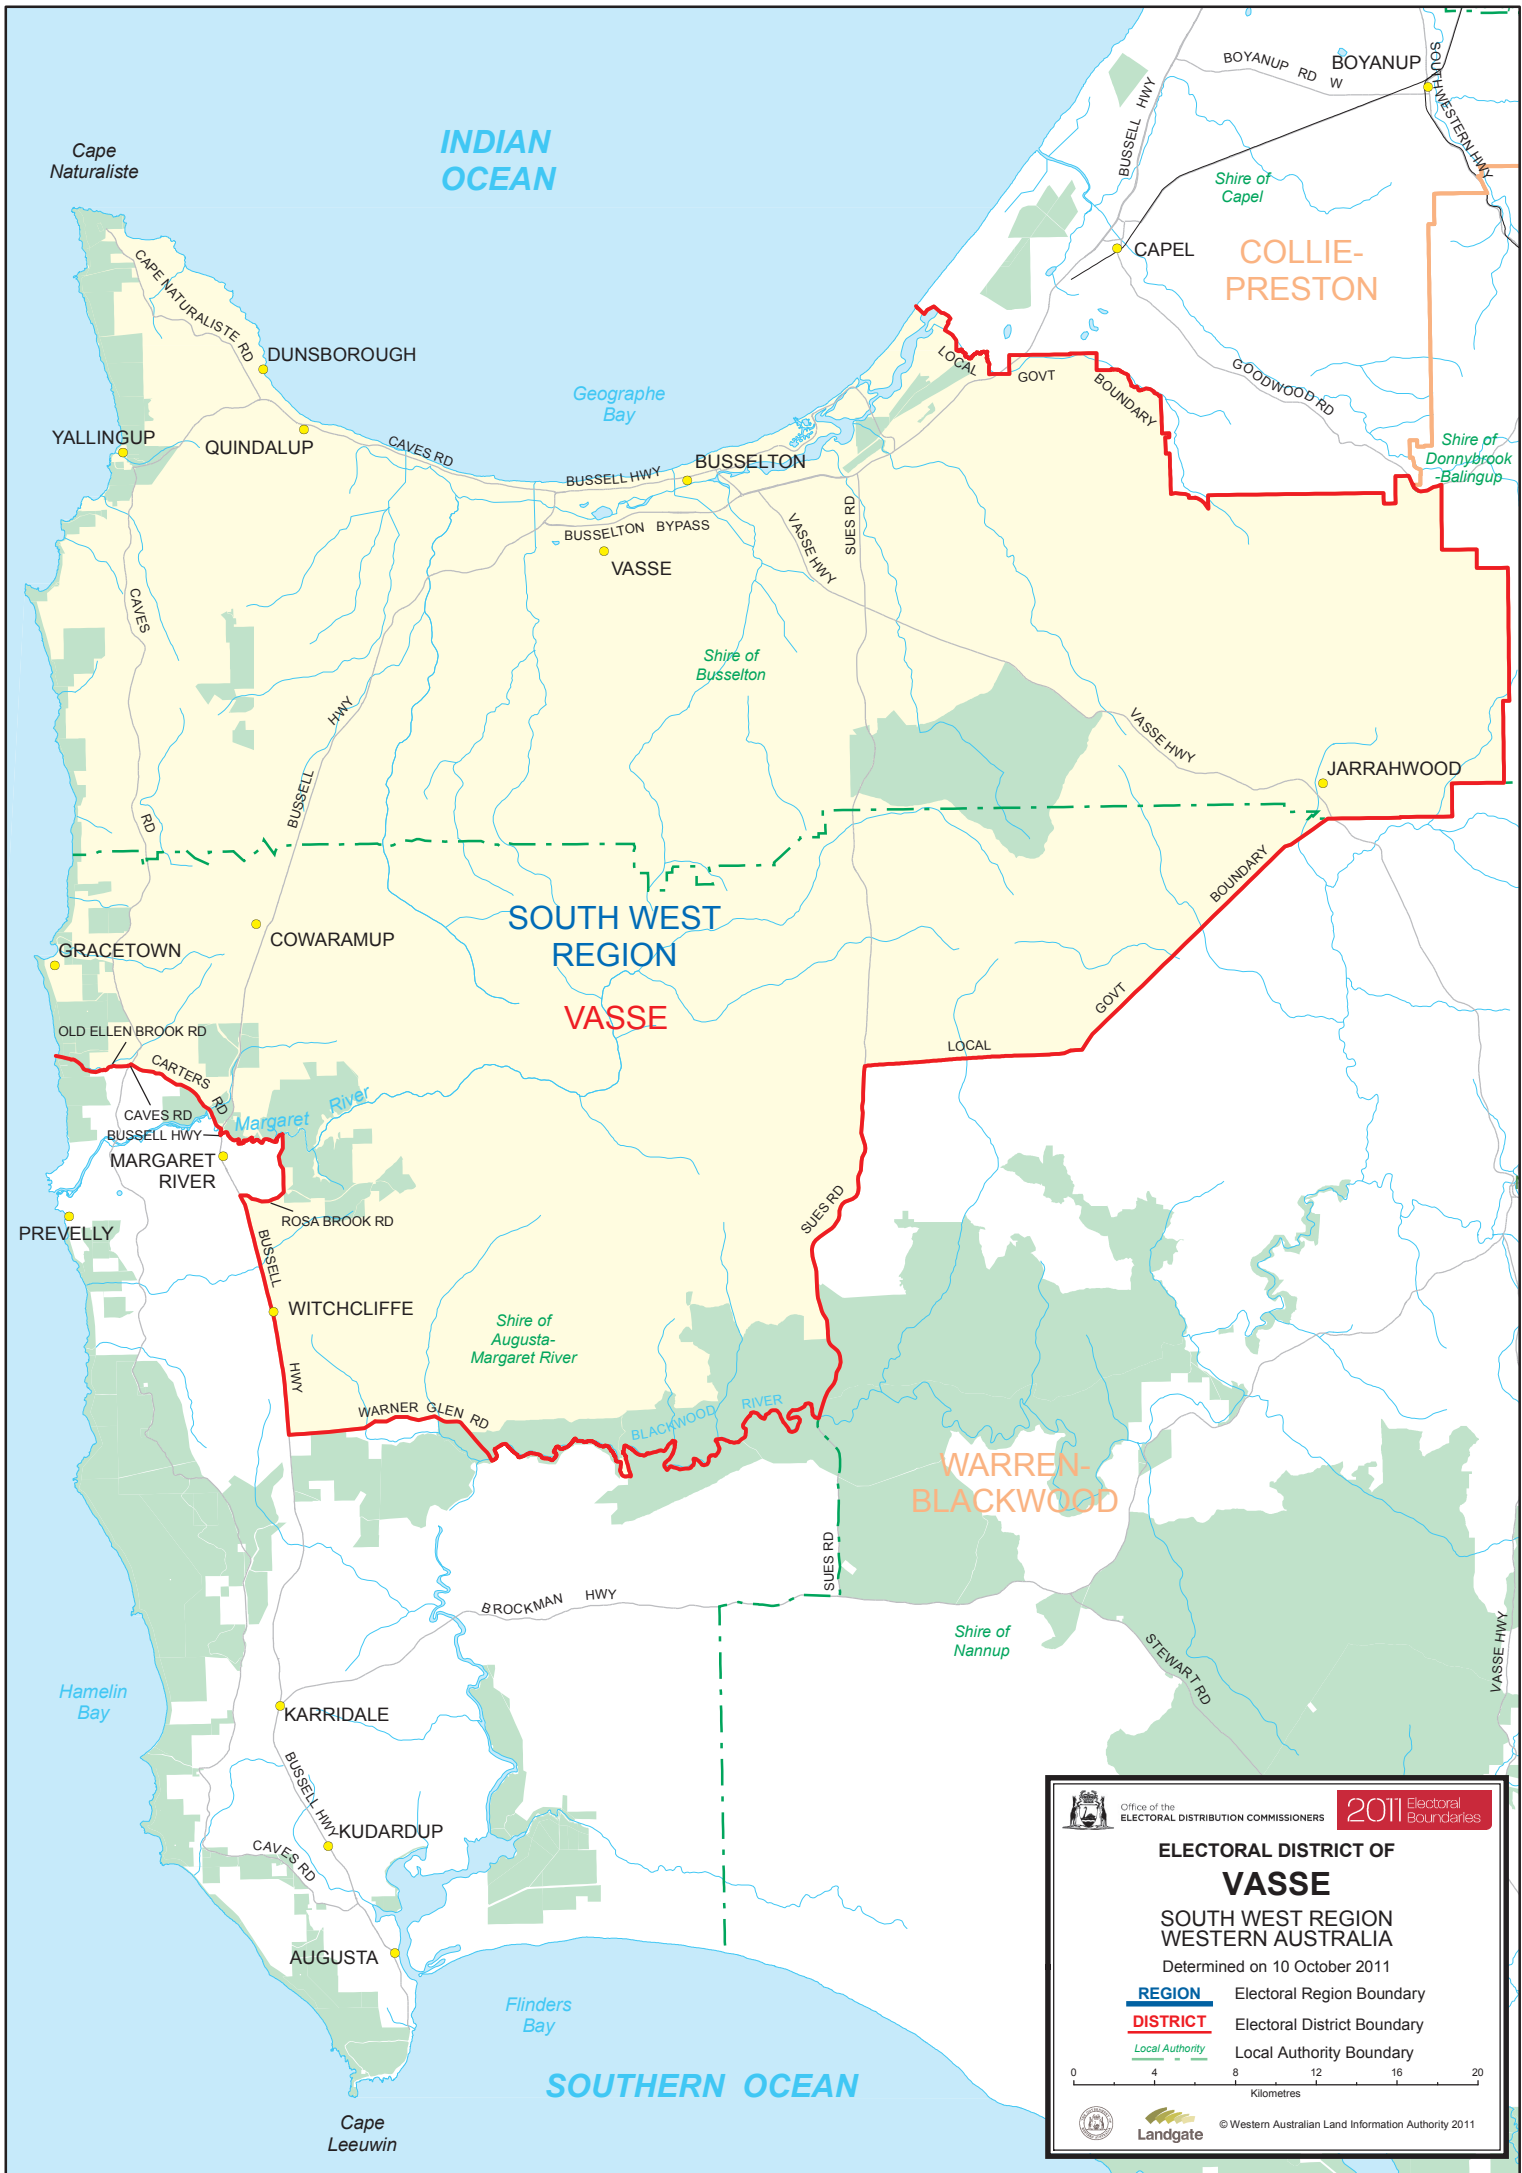 INDIAN
OCEAN
Cape
Naturaliste
BOYANUP RD W
BOYANUP
SOUTH WESTERN HWY
BUSSELL HWY
Shire of
Capel
CAPEL
COLLIE-
PRESTON
CAPE NATURALISTE RD
DUNSBOROUGH
Geographe
Bay
LOCAL GOVT BOUNDARY
GOODWOOD RD
YALLINGUP
QUINDALUP
CAVES RD
BUSSELL HWY
BUSSELTON
Shire of
Donnybrook
-Balingup
BUSSELTON BYPASS
VASSE HWY
SUES RD
VASSE
CAVES RD
Shire of
Busselton
BUSSELL HWY
VASSE HWY
JARRAHWOOD
SOUTH WEST
REGION
VASSE
COWARAMUP
GRACETOWN
LOCAL GOVT BOUNDARY
OLD ELLEN BROOK RD
CARTERS RD
CAVES RD
Margaret River
BUSSELL HWY
MARGARET
RIVER
ROSA BROOK RD
PREVELLY
BUSSELL HWY
SUES RD
WITCHCLIFFE
Shire of
Augusta-
Margaret River
WARNER GLEN RD
BLACKWOOD RIVER
WARREN-
BLACKWOOD
SUES RD
BROCKMAN HWY
Shire of
Nannup
STEWART RD
VASSE HWY
Hamelin
Bay
KARRIDALE
BUSSELL HWY
KUDARDUP
CAVES RD
AUGUSTA
Flinders
Bay
SOUTHERN OCEAN
Cape
Leeuwin
Office of the
ELECTORAL DISTRIBUTION COMMISSIONERS
2011 Electoral
Boundaries
ELECTORAL DISTRICT OF
VASSE
SOUTH WEST REGION
WESTERN AUSTRALIA
Determined on 10 October 2011
REGION Electoral Region Boundary
DISTRICT Electoral District Boundary
Local Authority Local Authority Boundary
0 4 8 12 16 20
Kilometres
Landgate
© Western Australian Land Information Authority 2011